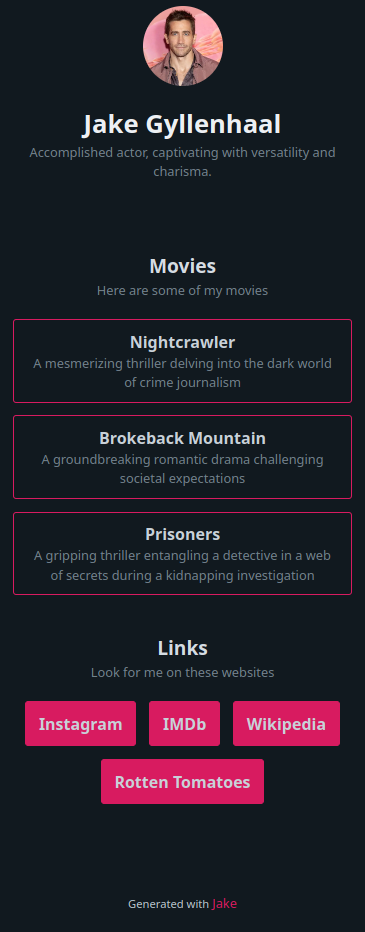 Jake Gyllenhaal
Accomplished actor, captivating with versatility and
charisma.
Movies
Here are some of my movies
Nightcrawler
A mesmerizing thriller delving into the dark world
of crime journalism
Brokeback Mountain
A groundbreaking romantic drama challenging
societal expectations
Prisoners
A gripping thriller entangling a detective in a web
of secrets during a kidnapping investigation
Links
Look for me on these websites
Instagram IMDb Wikipedia
Rotten Tomatoes
Generated with Jake